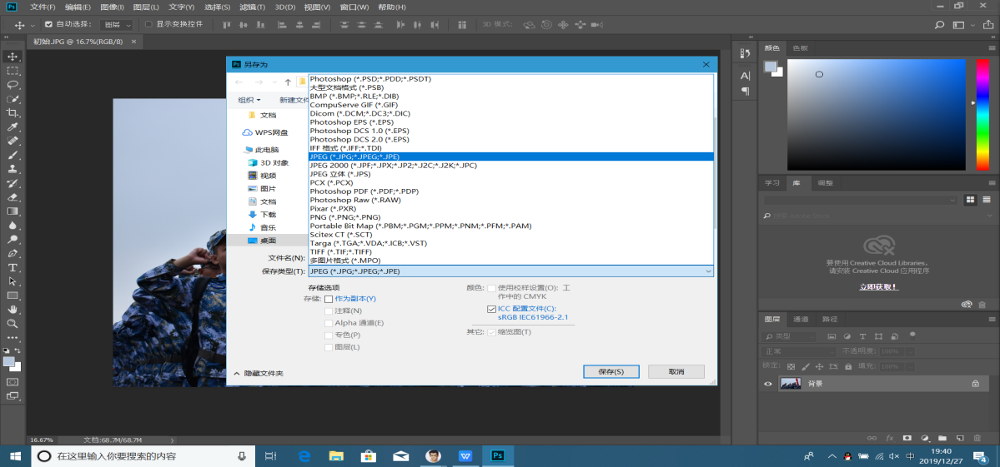 Ps 文件(F) 编辑(E) 图像(I) 图层(L) 文字(Y) 选择(S) 滤镜(T) 3D(D) 视图(V) 窗口(W) 帮助(H)
自动选择: 图层 显示变换控件 3D 模式:
初始.JPG @ 16.7%(RGB/8) ×
Ps 另存为
组织 新建文件
文档
WPS网盘
此电脑
3D 对象
视频
图片
文档
下载
音乐
桌面
Photoshop (*.PSD;*.PDD;*.PSDT)
大型文档格式 (*.PSB)
BMP (*.BMP;*.RLE;*.DIB)
CompuServe GIF (*.GIF)
Dicom (*.DCM;*.DC3;*.DIC)
Photoshop EPS (*.EPS)
Photoshop DCS 1.0 (*.EPS)
Photoshop DCS 2.0 (*.EPS)
IFF 格式 (*.IFF;*.TDI)
JPEG (*.JPG;*.JPEG;*.JPE)
JPEG 2000 (*.JPF;*.JPX;*.JP2;*.J2C;*.J2K;*.JPC)
JPEG 立体 (*.JPS)
PCX (*.PCX)
Photoshop PDF (*.PDF;*.PDP)
Photoshop Raw (*.RAW)
Pixar (*.PXR)
PNG (*.PNG;*.PNG)
Portable Bit Map (*.PBM;*.PGM;*.PPM;*.PNM;*.PFM;*.PAM)
Scitex CT (*.SCT)
Targa (*.TGA;*.VDA;*.ICB;*.VST)
TIFF (*.TIF;*.TIFF)
多图片格式 (*.MPO)
文件名(N):
保存类型(T): JPEG (*.JPG;*.JPEG;*.JPE)
存储选项
存储: 作为副本(Y)
注释(N)
Alpha 通道(E)
专色(P)
图层(L)
颜色: 使用校样设置(O): 工
作中的 CMYK
ICC 配置文件(C):
sRGB IEC61966-2.1
其它: 缩览图(T)
隐藏文件夹
保存(S) 取消
颜色 色板
学习 库 调整
搜索 Adobe Stock
要使用 Creative Cloud Libraries,
请安装 Creative Cloud 应用程序
立即获取!
图层 通道 路径
类型
正常 不透明度: 100%
锁定: 填充: 100%
背景
fx
16.67% 文档:68.7M/68.7M
在这里输入你要搜索的内容
Ps
中
19:40
2019/12/27
4